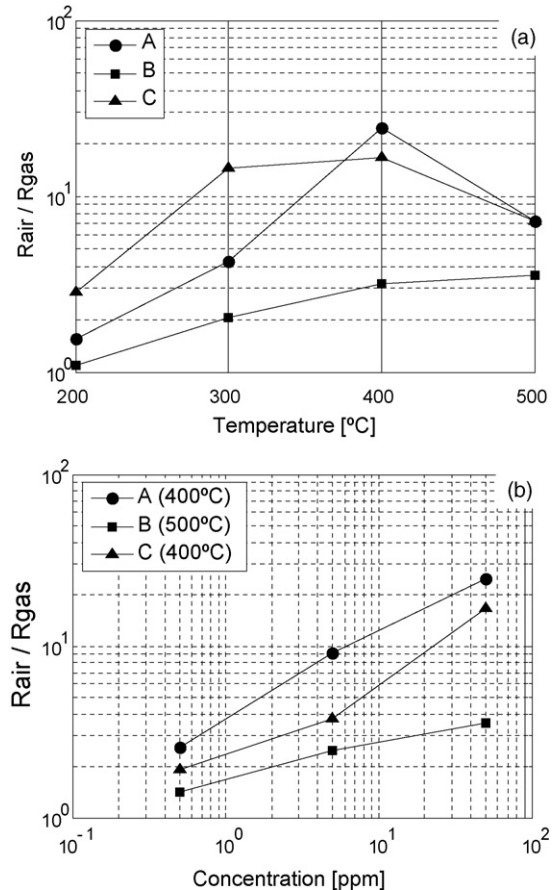 10²
(a)
A
B
C
10¹
10⁰
Rair / Rgas
200
300
400
500
Temperature [ºC]
10²
(b)
A (400ºC)
B (500ºC)
C (400ºC)
10¹
10⁰
Rair / Rgas
10⁻¹
10⁰
10¹
10²
Concentration [ppm]